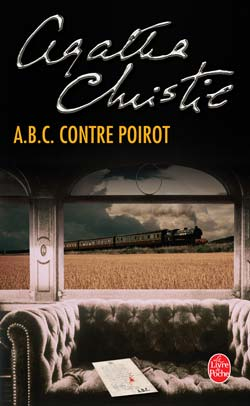 Agatha
Christie
A.B.C. CONTRE POIROT
A.B.C.
Le Livre
de Poche